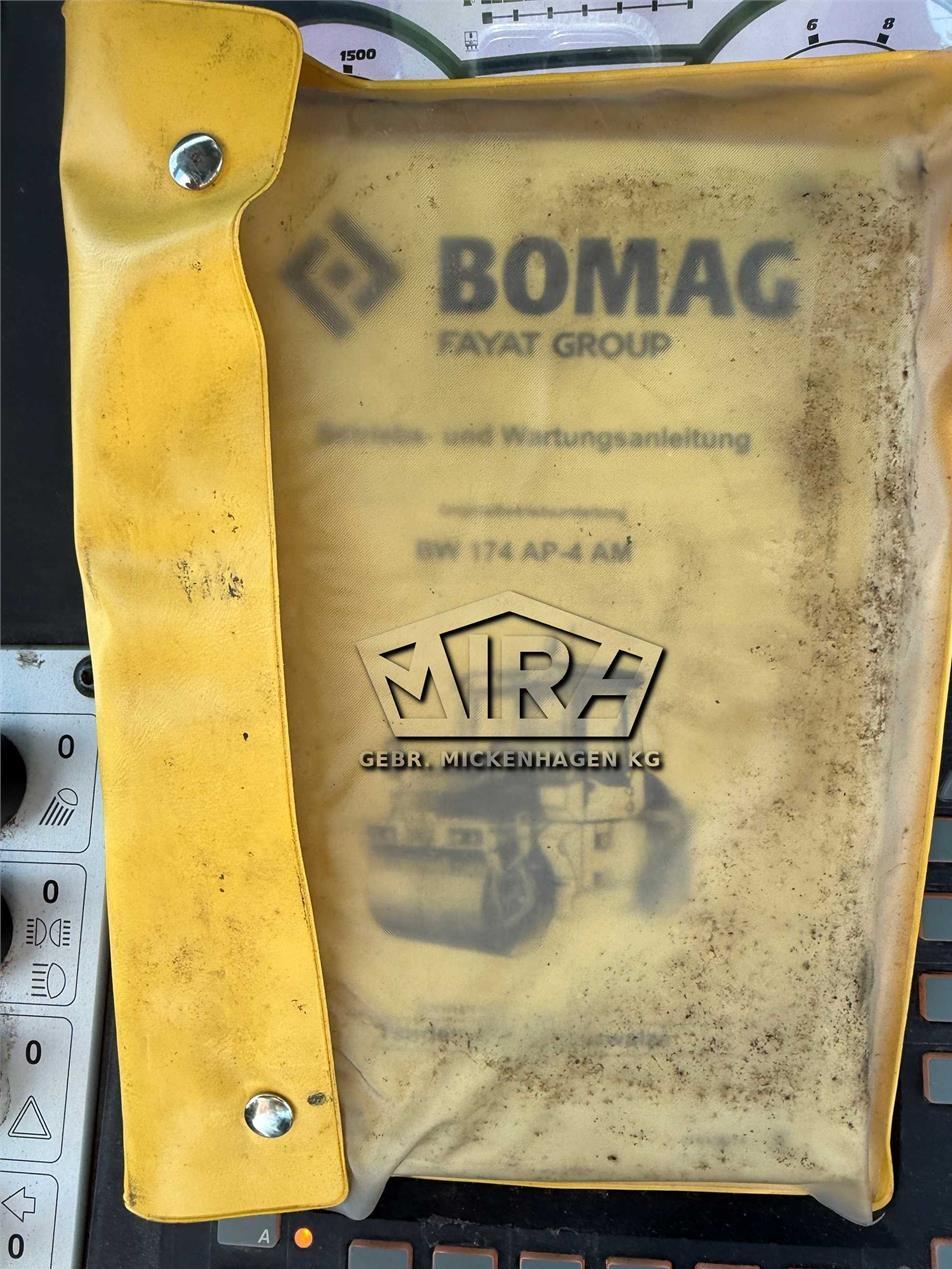 1500
6
8
BOMAG
FAYAT GROUP
Betriebs- und Wartungsanleitung
Originalbetriebsanleitung
BW 174 AP-4 AM
MIRA
GEBR. MICKENHAGEN KG
0
0
0
0
A